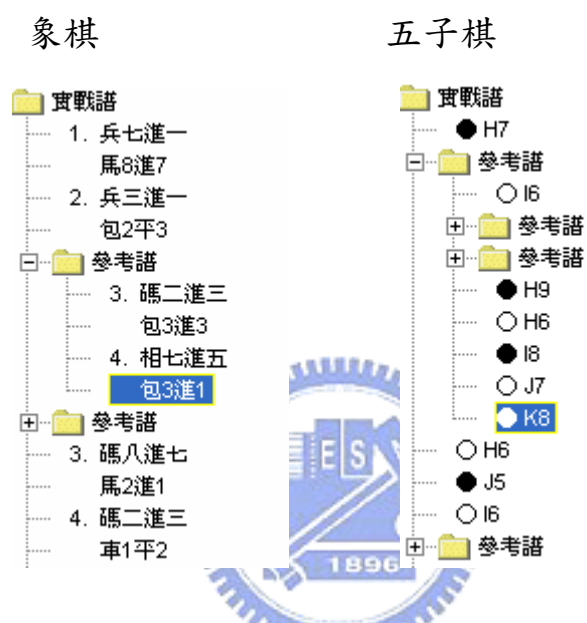 象棋
實戰譜
1. 兵七進一
馬8進7
2. 兵三進一
包2平3
參考譜
3. 碼二進三
包3進3
4. 相七進五
包3進1
參考譜
3. 碼八進七
馬2進1
4. 碼二進三
車1平2
五子棋
實戰譜
H7
參考譜
I6
參考譜
參考譜
H9
H6
I8
J7
K8
H6
J5
I6
參考譜
ES
1896